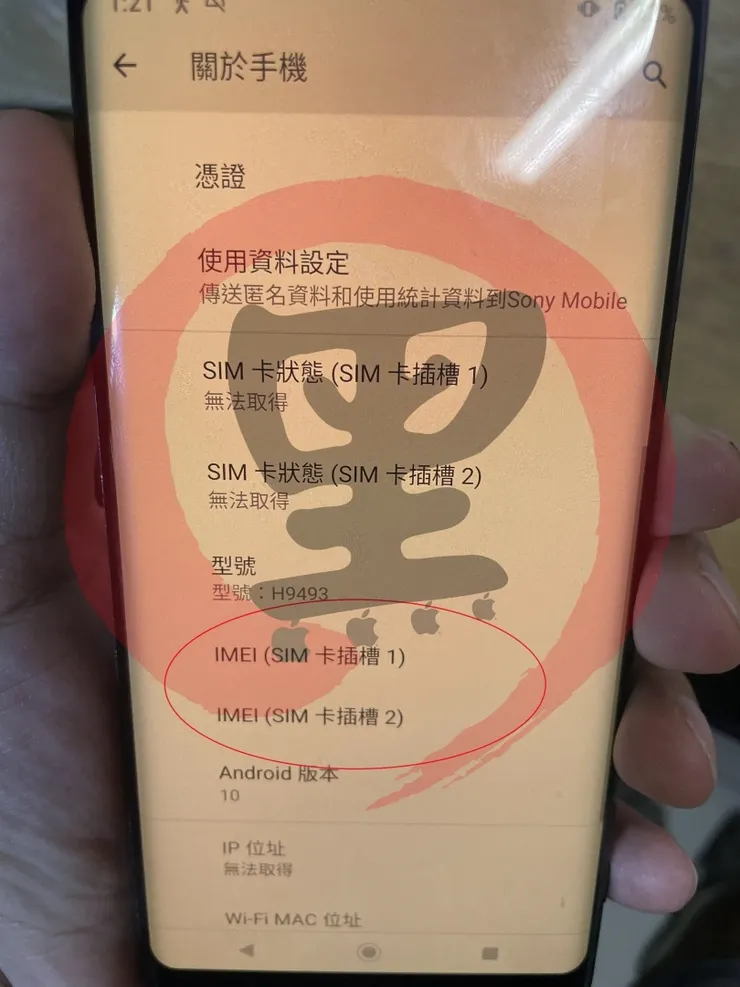 1:21
%
關於手機
憑證
使用資料設定
傳送匿名資料和使用統計資料到Sony Mobile
SIM 卡狀態 (SIM 卡插槽 1)
無法取得
SIM 卡狀態 (SIM 卡插槽 2)
無法取得
型號
型號：H9493
IMEI (SIM 卡插槽 1)
IMEI (SIM 卡插槽 2)
Android 版本
10
IP 位址
無法取得
Wi-Fi MAC 位址
黑